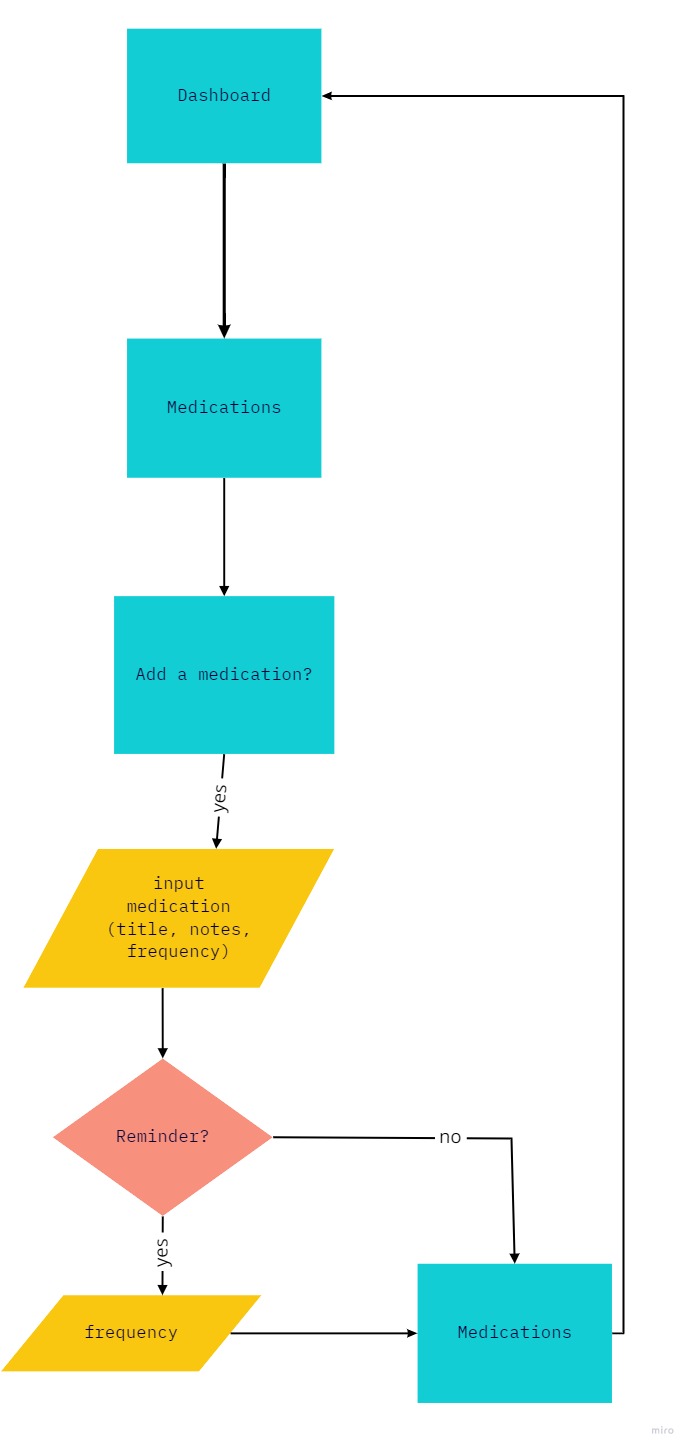 Dashboard
Medications
Add a medication?
yes
input
medication
(title, notes,
frequency)
Reminder?
no
yes
frequency
Medications
miro